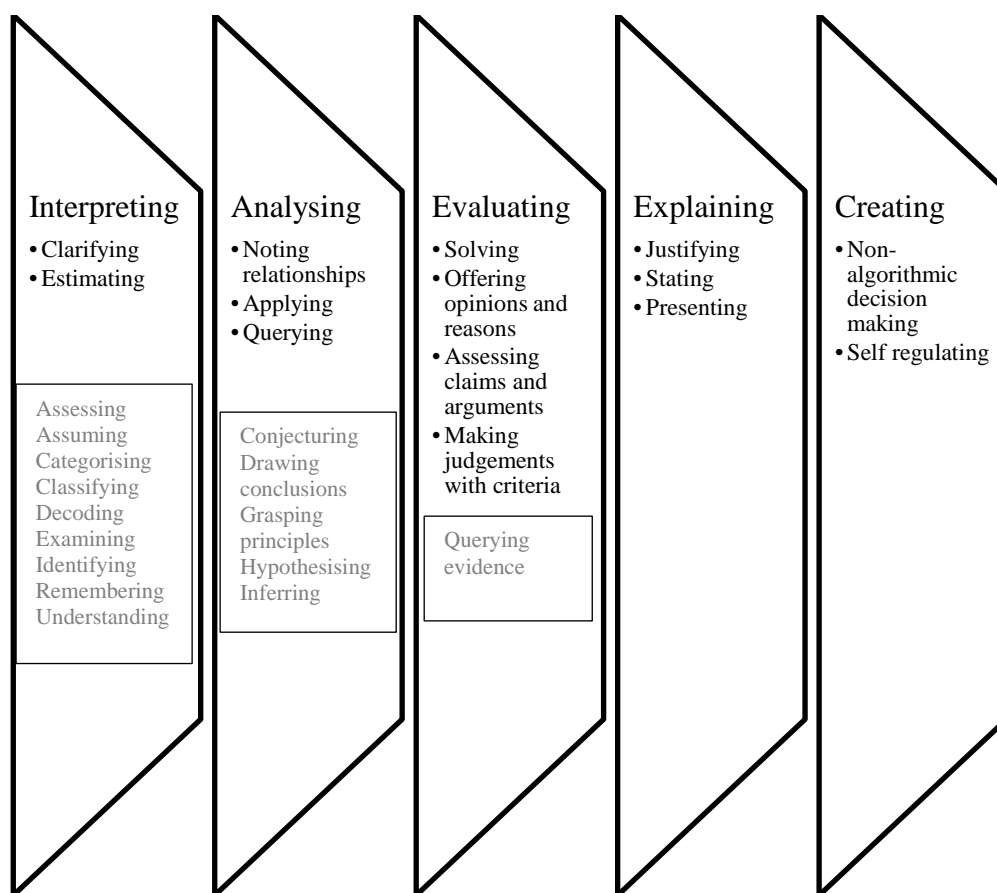 Interpreting
• Clarifying
• Estimating
Assessing
Assuming
Categorising
Classifying
Decoding
Examining
Identifying
Remembering
Understanding
Analysing
• Noting
relationships
• Applying
• Querying
Conjecturing
Drawing
conclusions
Grasping
principles
Hypothesising
Inferring
Evaluating
• Solving
• Offering
opinions and
reasons
• Assessing
claims and
arguments
• Making
judgements
with criteria
Querying
evidence
Explaining
• Justifying
• Stating
• Presenting
Creating
• Non-
algorithmic
decision
making
• Self regulating